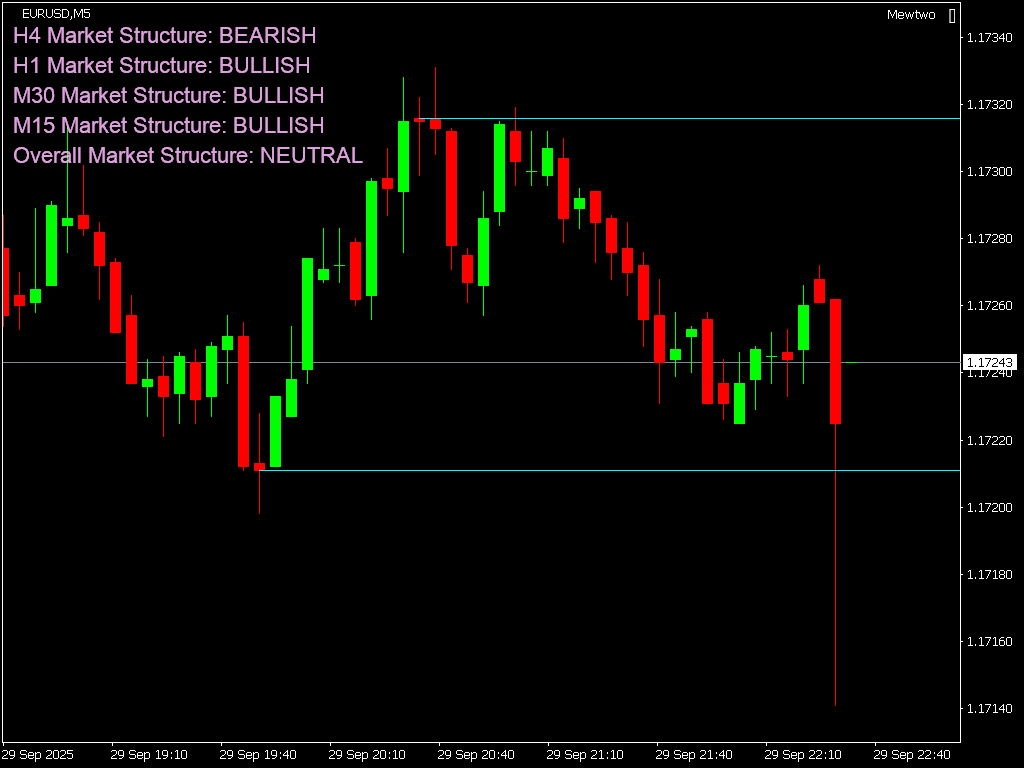 EURUSD,M5
Mewtwo
H4 Market Structure: BEARISH
H1 Market Structure: BULLISH
M30 Market Structure: BULLISH
M15 Market Structure: BULLISH
Overall Market Structure: NEUTRAL
1.17340
1.17320
1.17300
1.17280
1.17260
1.17243
1.17240
1.17220
1.17200
1.17180
1.17160
1.17140
29 Sep 2025
29 Sep 19:10
29 Sep 19:40
29 Sep 20:10
29 Sep 20:40
29 Sep 21:10
29 Sep 21:40
29 Sep 22:10
29 Sep 22:40